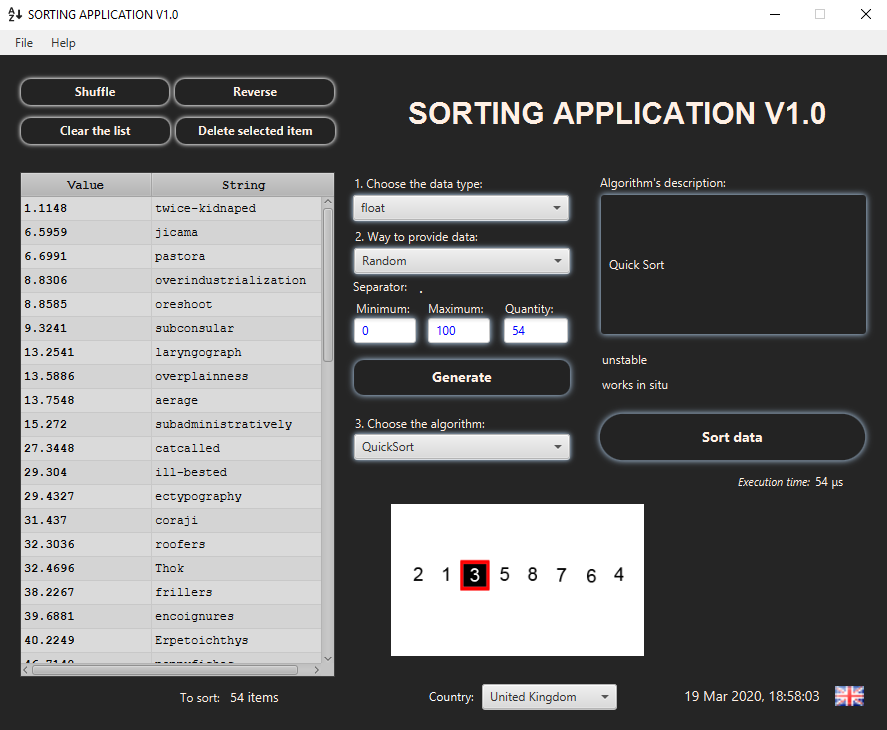 SORTING APPLICATION V1.0
File Help
Shuffle Reverse
Clear the list Delete selected item
SORTING APPLICATION V1.0
Value String
1.1148 twice-kidnaped
6.5959 jicama
6.6991 pastora
8.8306 overindustrialization
8.8585 oreshoot
9.3241 subconsular
13.2541 laryngograph
13.5886 overplainness
13.7548 aerage
15.272 subadministratively
27.3448 catcalled
29.304 ill-bested
29.4327 ectypography
31.437 coraji
32.3036 roofers
32.4696 Thok
38.2267 frillers
39.6881 encoignures
40.2249 Erpetoichthys
To sort: 54 items
1. Choose the data type:
float
2. Way to provide data:
Random
Separator: .
Minimum: Maximum: Quantity:
0 100 54
Generate
3. Choose the algorithm:
QuickSort
Algorithm's description:
Quick Sort
unstable
works in situ
Sort data
Execution time: 54 µs
2 1 3 5 8 7 6 4
Country: United Kingdom
19 Mar 2020, 18:58:03